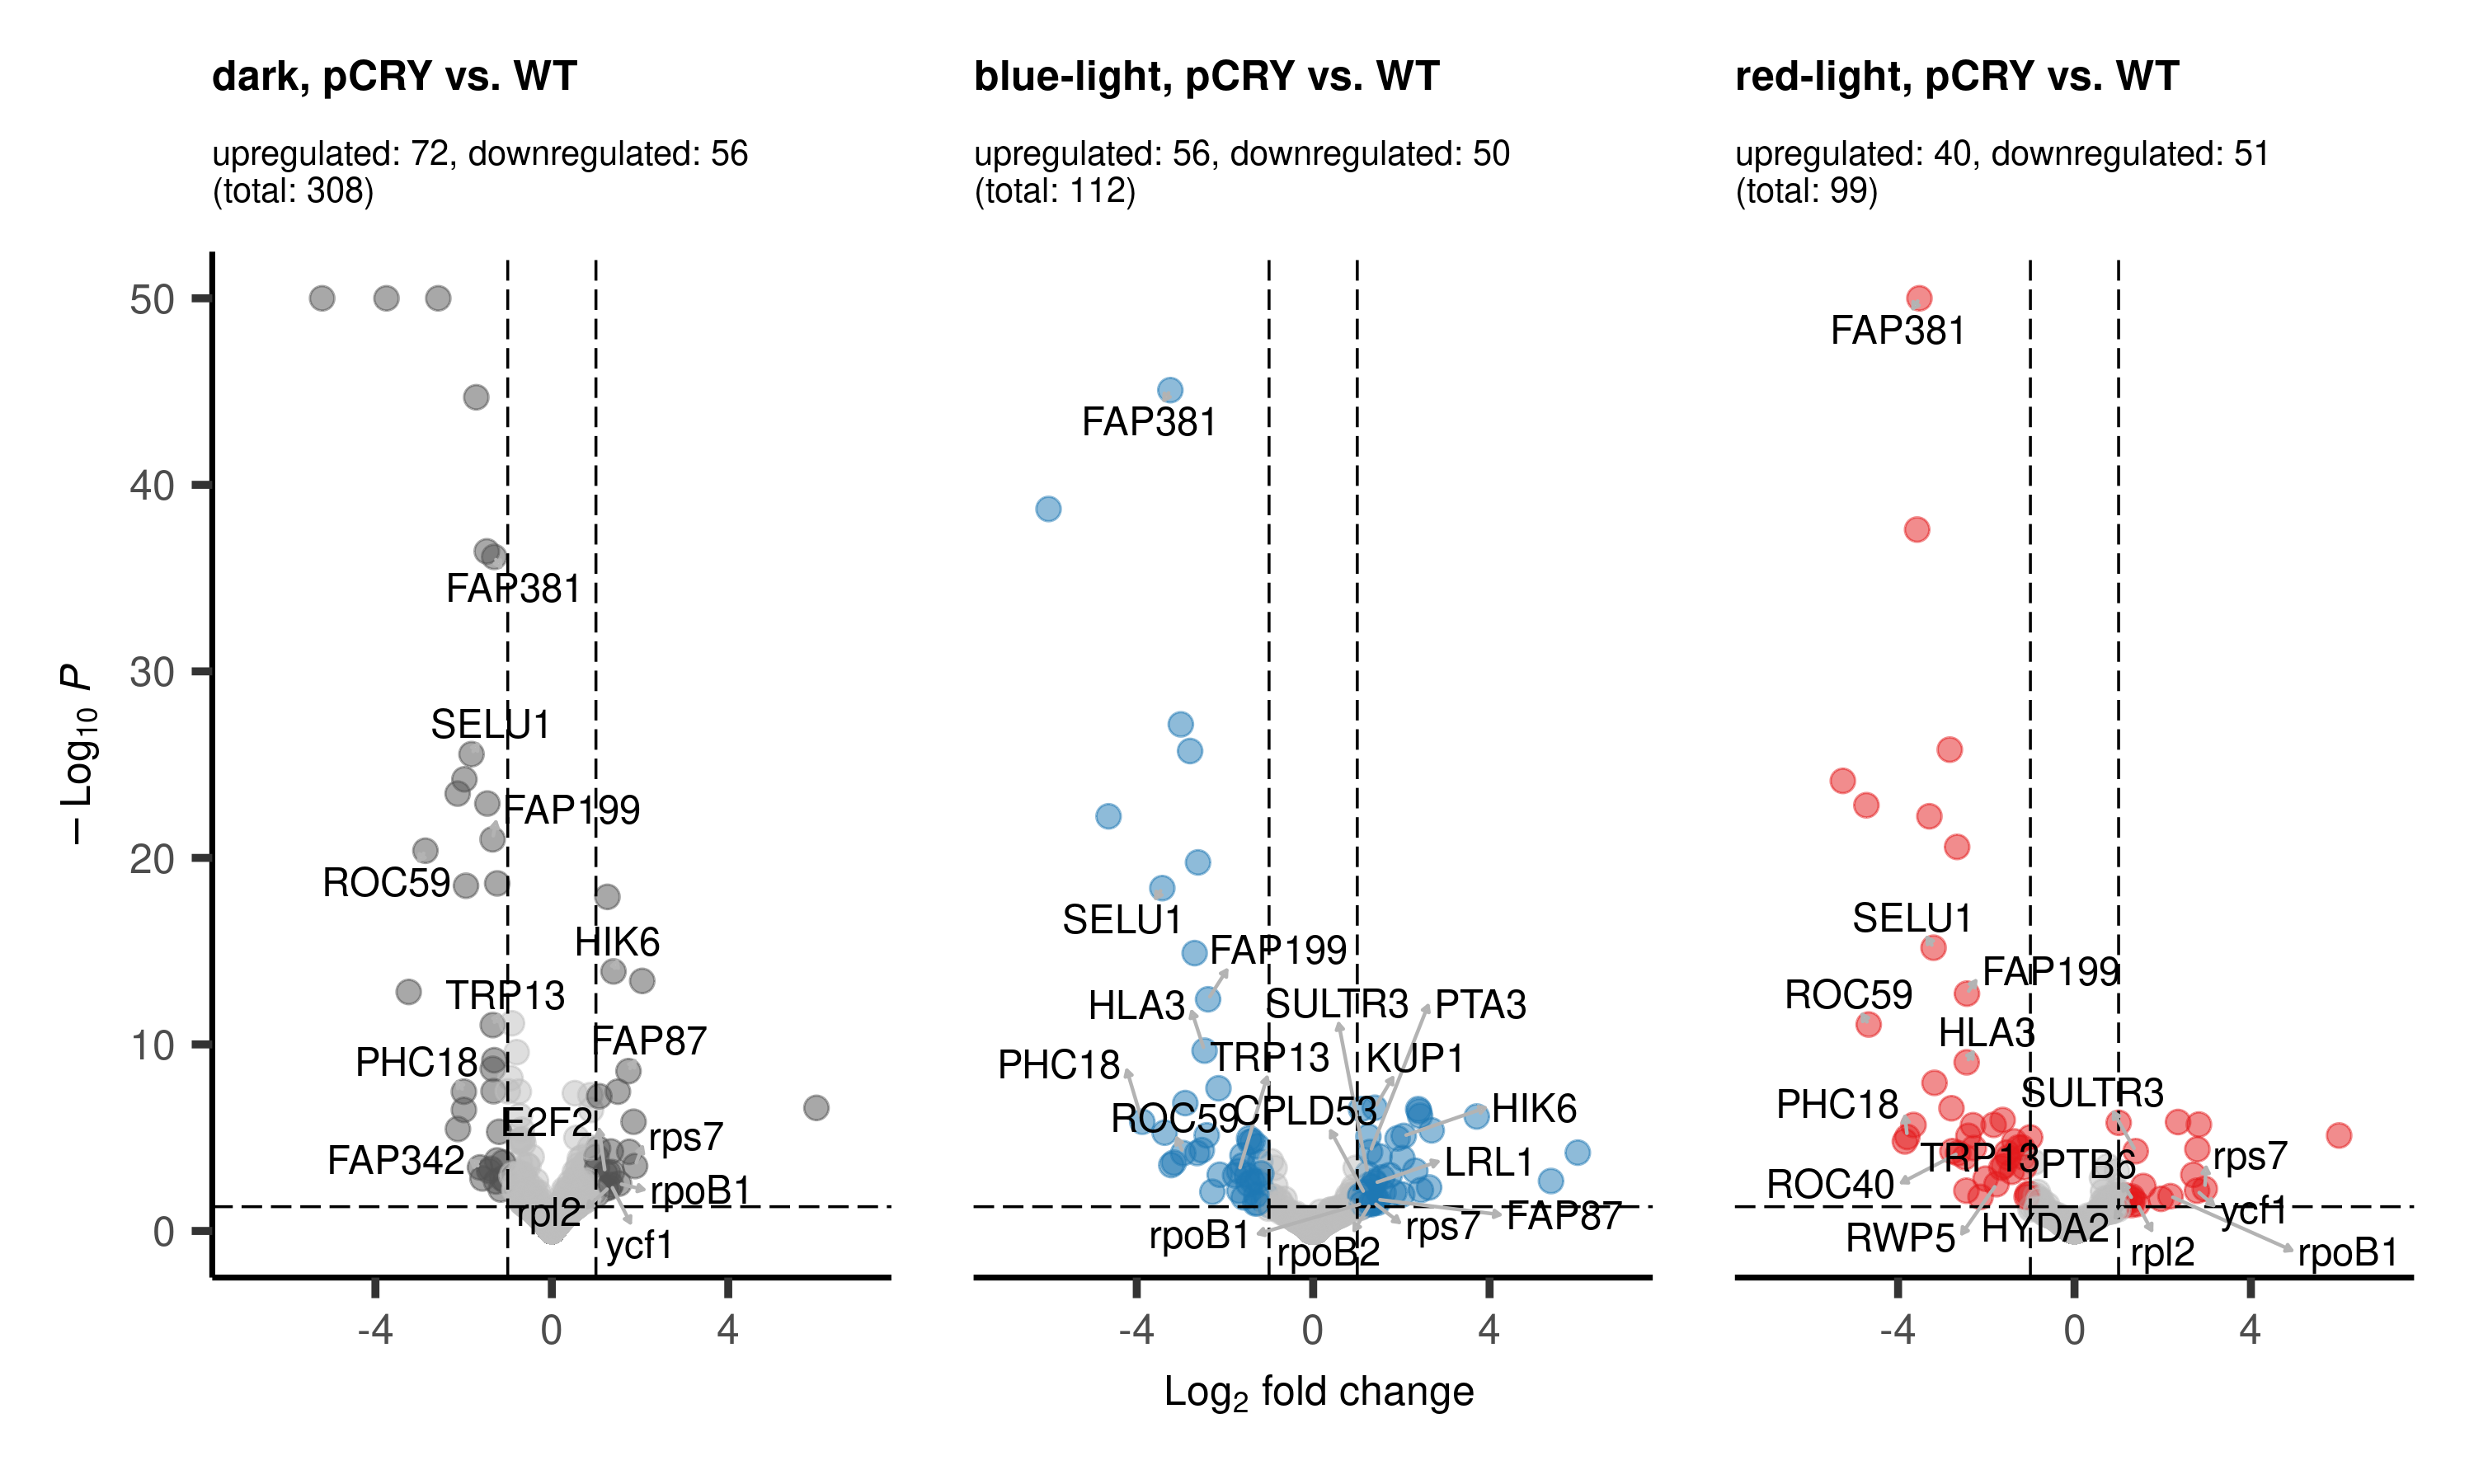 dark, pCRY vs. WT
upregulated: 72, downregulated: 56
(total: 308)
blue-light, pCRY vs. WT
upregulated: 56, downregulated: 50
(total: 112)
red-light, pCRY vs. WT
upregulated: 40, downregulated: 51
(total: 99)
− Log₁₀ P
50
40
30
20
10
0
FAP381
SELU1
FAP199
ROC59
HIK6
TRP13
FAP87
PHC18
E2F2
rps7
FAP342
rpoB1
rpl2
ycf1
-4
0
4
FAP381
SELU1
FAP199
HLA3
SULTR3
PTA3
TRP13
KUP1
PHC18
ROC59
CPLD53
HIK6
LRL1
FAP87
rps7
rpoB1
rpoB2
-4
0
4
FAP381
SELU1
FAP199
ROC59
HLA3
SULTR3
PHC18
TRP13
PTB6
rps7
ROC40
ycf1
RWP5
HYDA2
rpl2
rpoB1
-4
0
4
Log₂ fold change